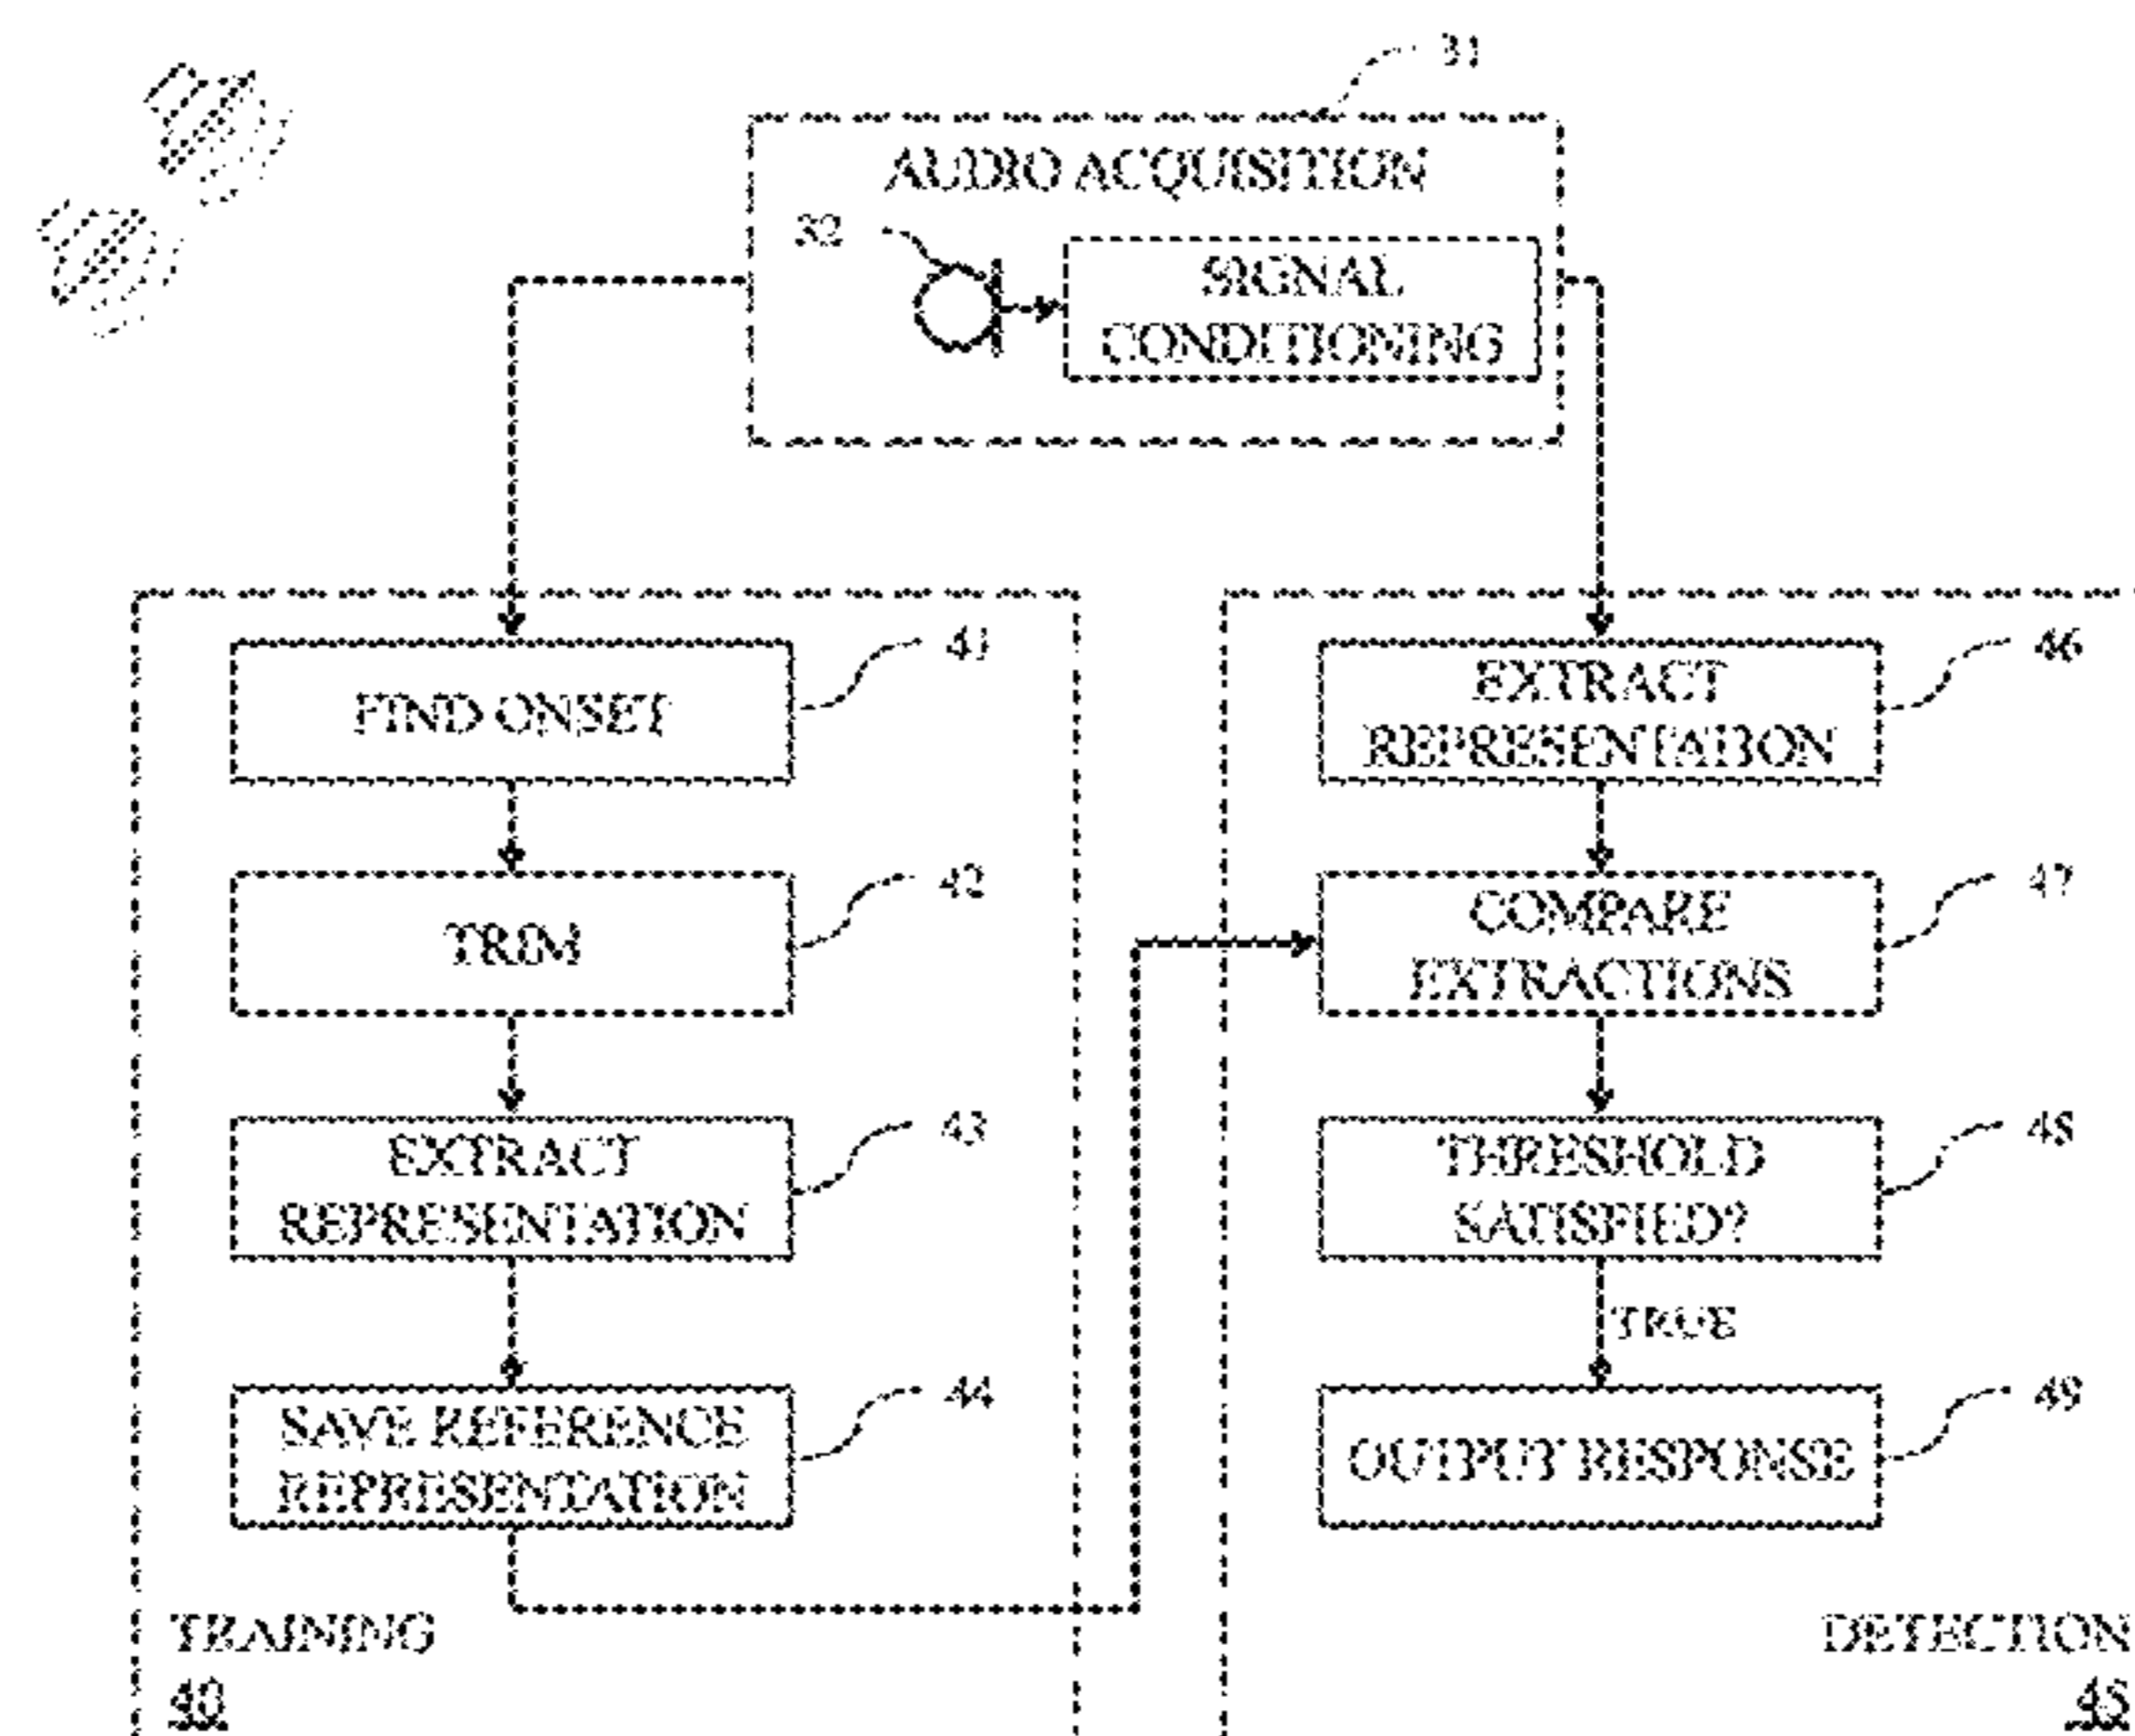 31
AUDIO ACQUISITION
32
SIGNAL
CONDITIONING
FIND ONSET
41
TRIM
42
EXTRACT
REPRESENTATION
43
SAVE REFERENCE
REPRESENTATION
44
TRAINING
40
EXTRACT
REPRESENTATION
46
COMPARE
EXTRACTIONS
47
THRESHOLD
SATISFIED?
48
TRUE
OUTPUT RESPONSE
49
DETECTION
45